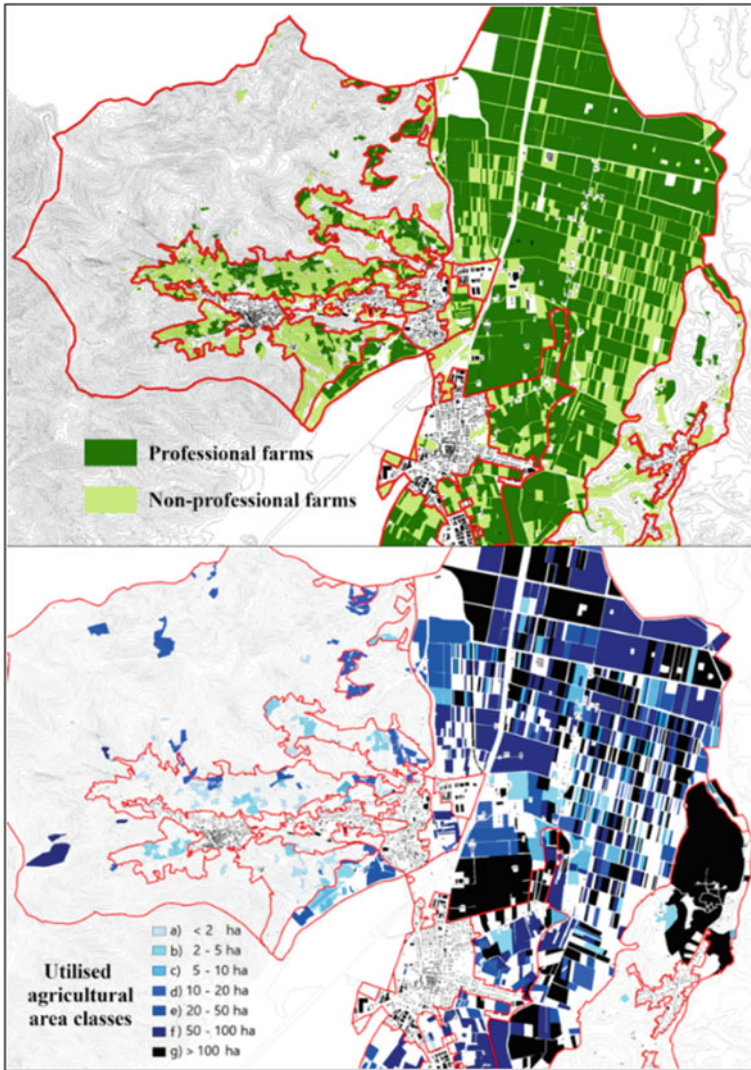 Professional farms
Non-professional farms
Utilised
agricultural
area classes
a) < 2 ha
b) 2 - 5 ha
c) 5 - 10 ha
d) 10 - 20 ha
e) 20 - 50 ha
f) 50 - 100 ha
g) > 100 ha